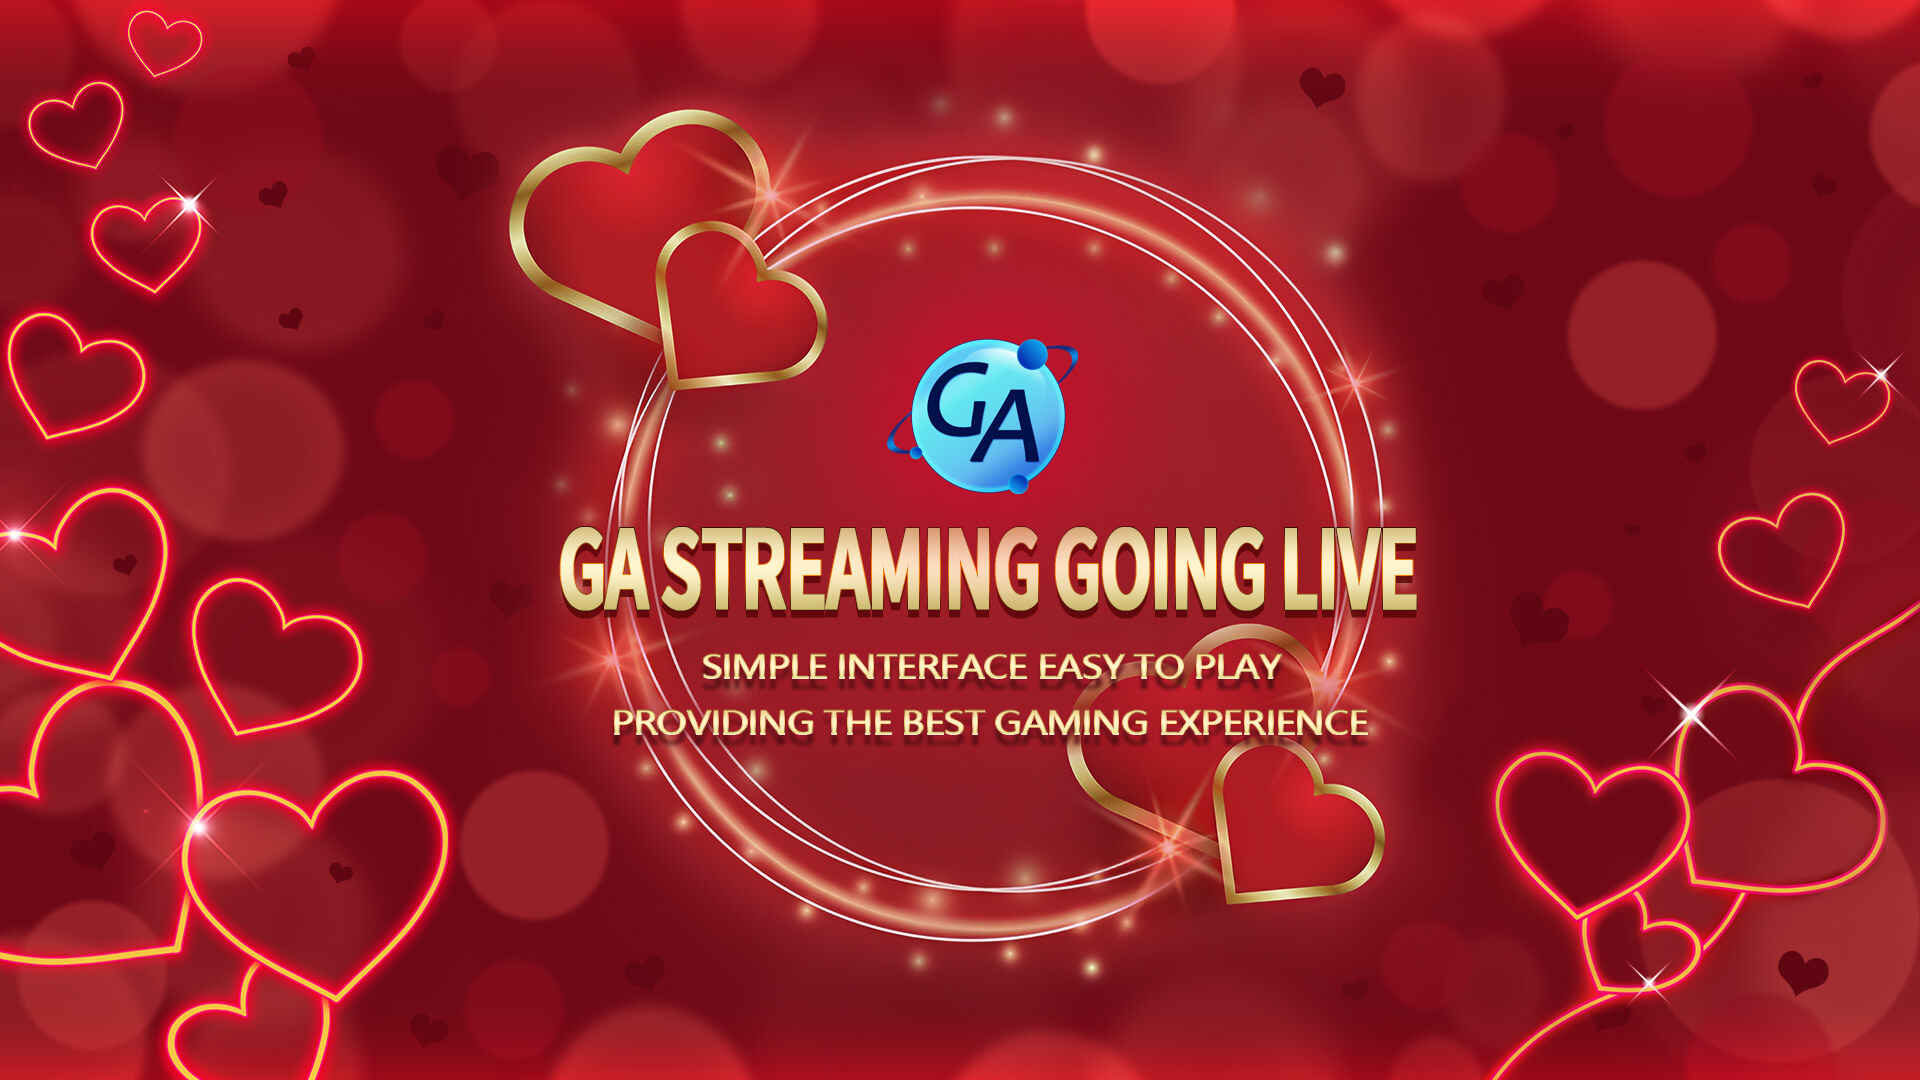 GA
GA STREAMING GOING LIVE
SIMPLE INTERFACE EASY TO PLAY
PROVIDING THE BEST GAMING EXPERIENCE